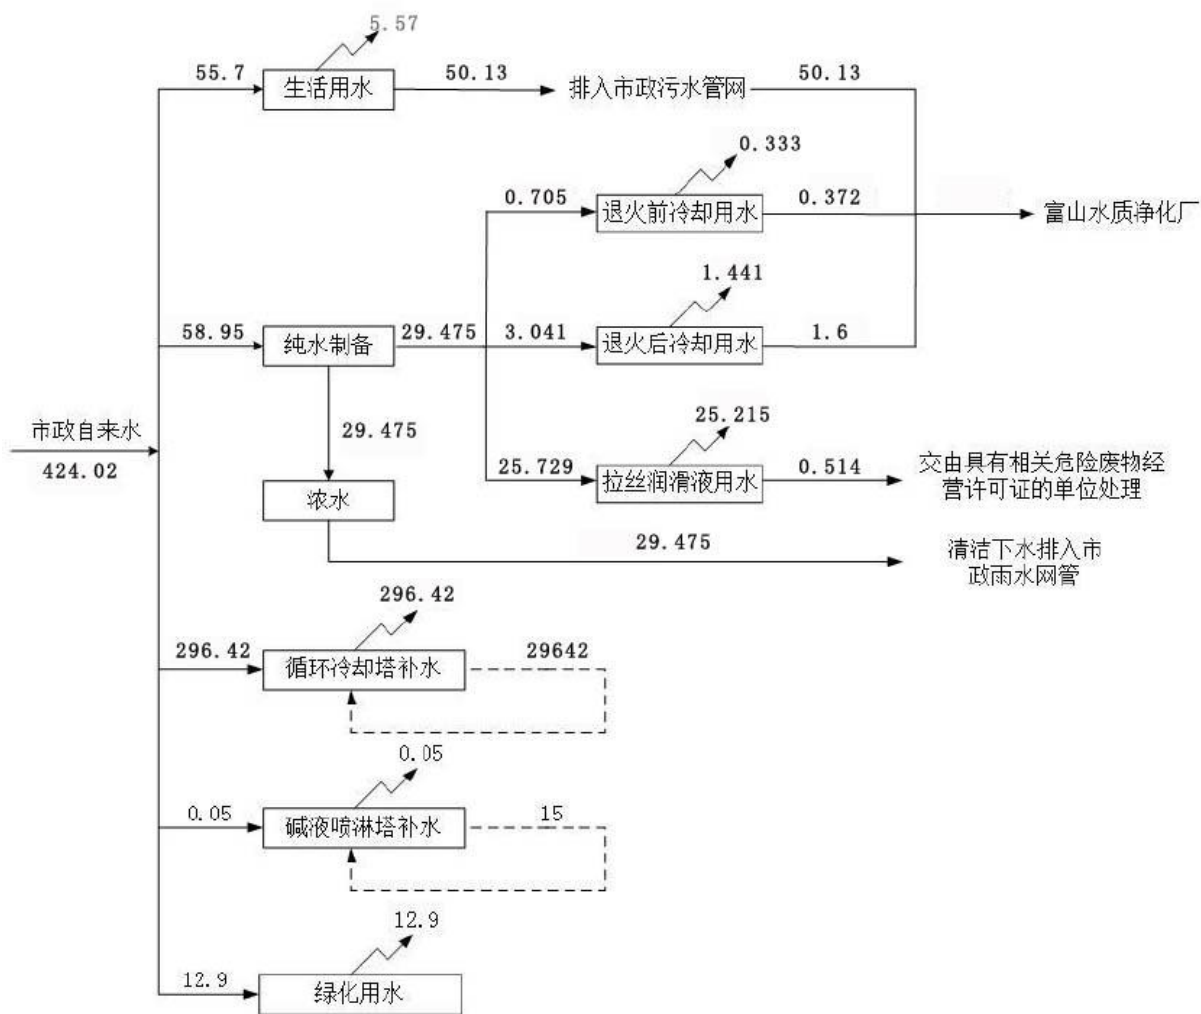 5.57
55.7
生活用水
50.13
排入市政污水管网
50.13
0.333
0.705
退火前冷却用水
0.372
富山水质净化厂
1.441
58.95
纯水制备
29.475
3.041
退火后冷却用水
1.6
市政自来水
424.02
29.475
25.215
25.729
拉丝润滑液用水
0.514
交由具有相关危险废物经
营许可证的单位处理
浓水
29.475
清洁下水排入市
政雨水网管
296.42
296.42
循环冷却塔补水
29642
0.05
0.05
碱液喷淋塔补水
15
12.9
12.9
绿化用水